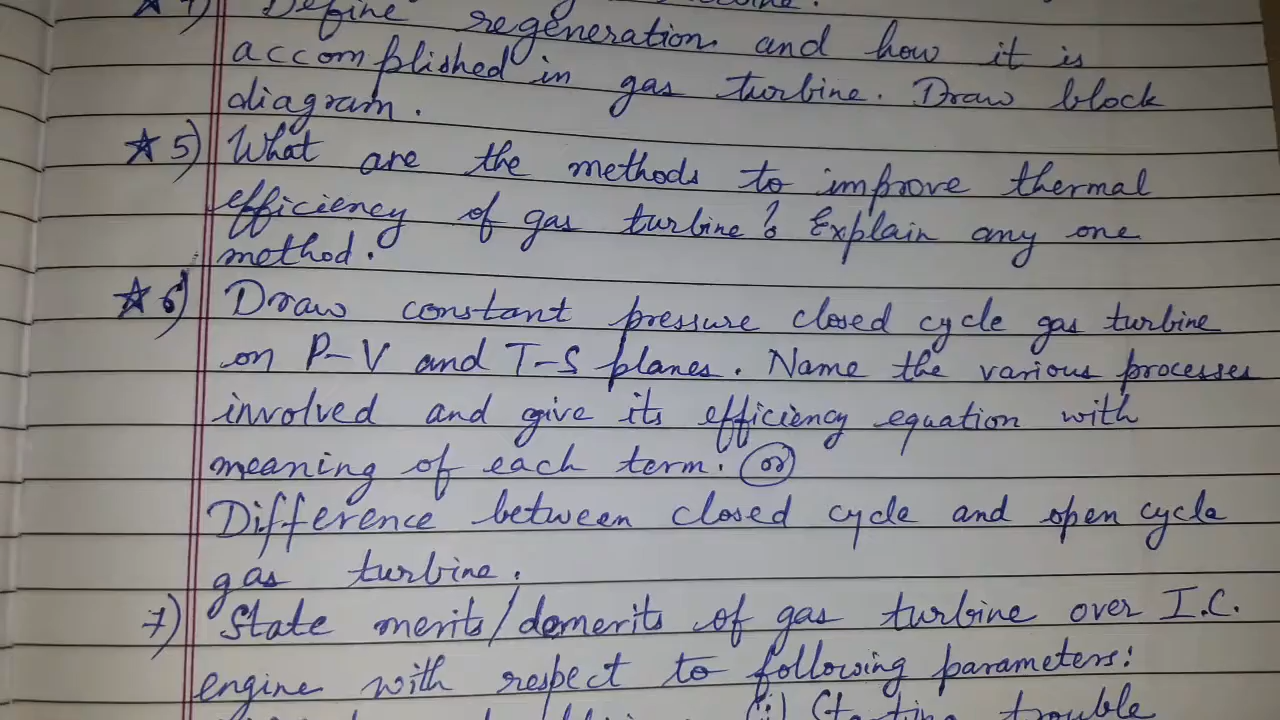 ★4) Define regeneration and how it is
accomplished in gas turbine. Draw block
diagram.
★5) What are the methods to improve thermal
efficiency of gas turbine? Explain any one
method.
★6) Draw constant pressure closed cycle gas turbine
on P-V and T-S planes. Name the various processes
involved and give its efficiency equation with
meaning of each term. or
Difference between closed cycle and open cycle
gas turbine.
7) State merits/demerits of gas turbine over I.C.
engine with respect to following parameters:
(ii) Starting trouble